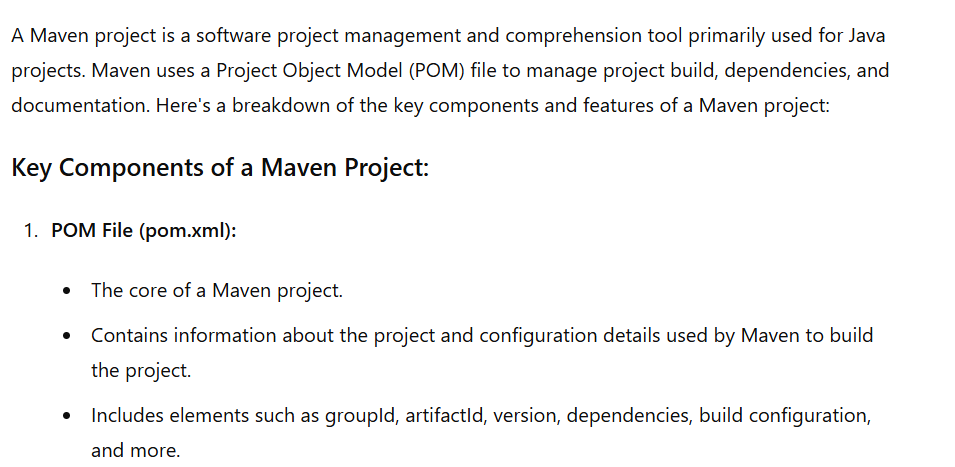 A Maven project is a software project management and comprehension tool primarily used for Java
projects. Maven uses a Project Object Model (POM) file to manage project build, dependencies, and
documentation. Here's a breakdown of the key components and features of a Maven project:
Key Components of a Maven Project:
1. POM File (pom.xml):
• The core of a Maven project.
• Contains information about the project and configuration details used by Maven to build
the project.
• Includes elements such as groupId, artifactId, version, dependencies, build configuration,
and more.